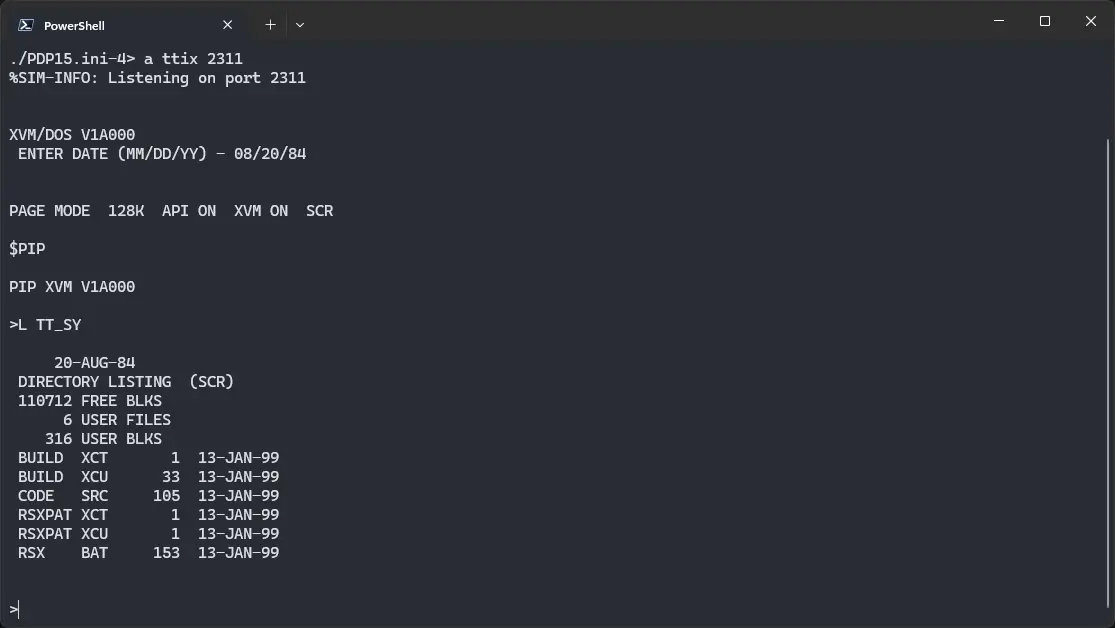 PowerShell
./PDP15.ini-4> a ttix 2311
%SIM-INFO: Listening on port 2311
XVM/DOS V1A000
ENTER DATE (MM/DD/YY) - 08/20/84
PAGE MODE  128K  API ON  XVM ON  SCR
$PIP
PIP XVM V1A000
>L TT_SY
20-AUG-84
DIRECTORY LISTING  (SCR)
110712 FREE BLKS
6 USER FILES
316 USER BLKS
BUILD  XCT       1  13-JAN-99
BUILD  XCU      33  13-JAN-99
CODE   SRC     105  13-JAN-99
RSXPAT XCT       1  13-JAN-99
RSXPAT XCU       1  13-JAN-99
RSX    BAT     153  13-JAN-99
>